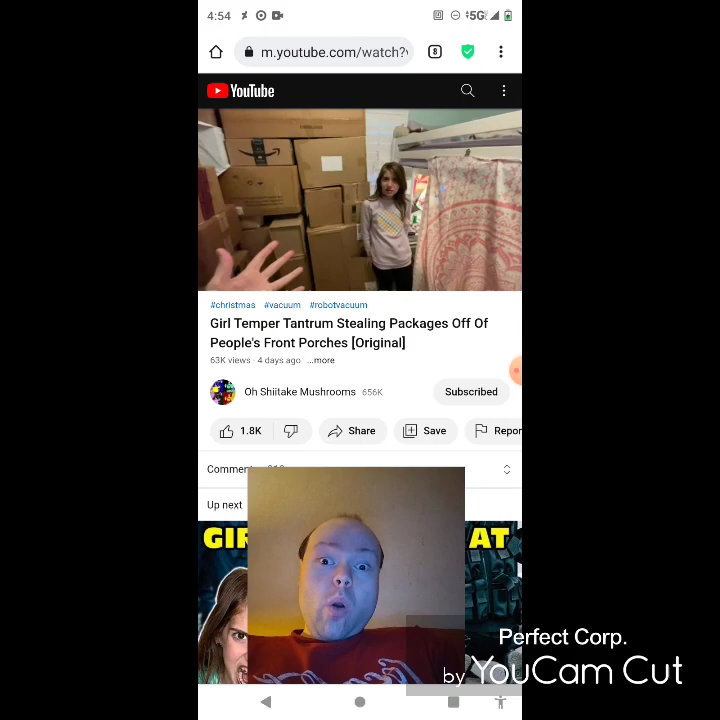 4:54
5G
m.youtube.com/watch?v
8
YouTube
#christmas #vacuum #robotvacuum
Girl Temper Tantrum Stealing Packages Off Of
People's Front Porches [Original]
63K views · 4 days ago ...more
Oh Shiitake Mushrooms 656K
Subscribed
1.8K
Share
Save
Repor
Commen
Up next
GIR
AT
Perfect Corp.
by YouCam Cut